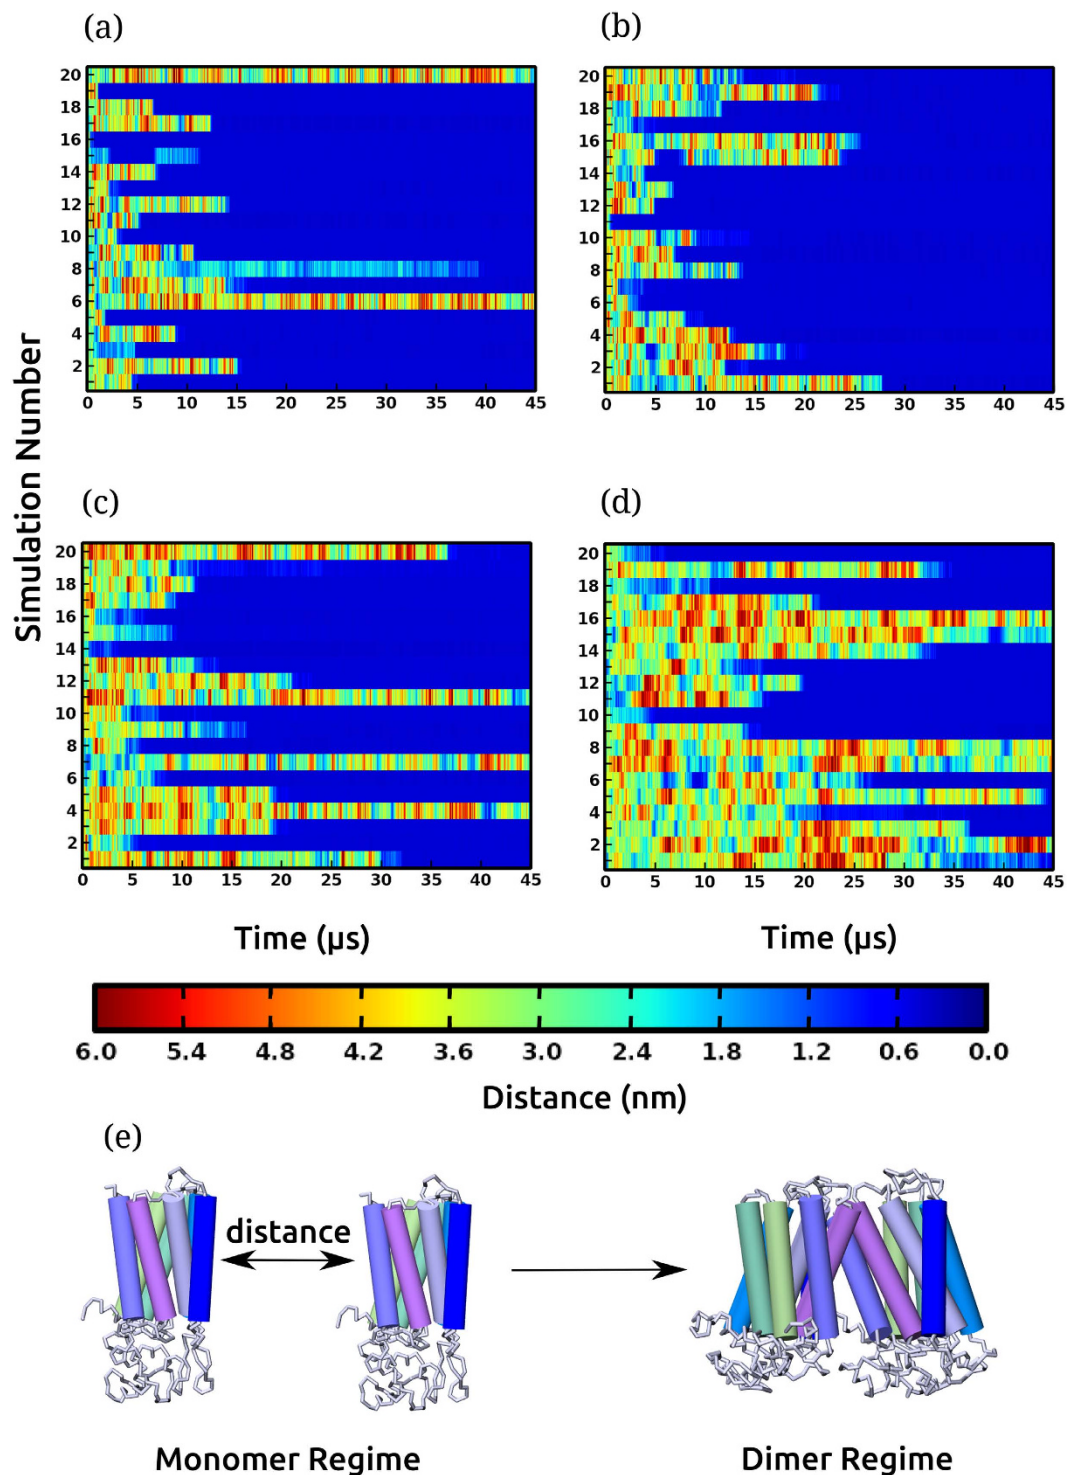 (a)
(b)
20
18
16
14
12
10
8
6
4
2
0 5 10 15 20 25 30 35 40 45
20
18
16
14
12
10
8
6
4
2
0 5 10 15 20 25 30 35 40 45
Simulation Number
(c)
(d)
20
18
16
14
12
10
8
6
4
2
0 5 10 15 20 25 30 35 40 45
20
18
16
14
12
10
8
6
4
2
0 5 10 15 20 25 30 35 40 45
Time (μs)
Time (μs)
6.0 5.4 4.8 4.2 3.6 3.0 2.4 1.8 1.2 0.6 0.0
Distance (nm)
(e)
distance
Monomer Regime
Dimer Regime